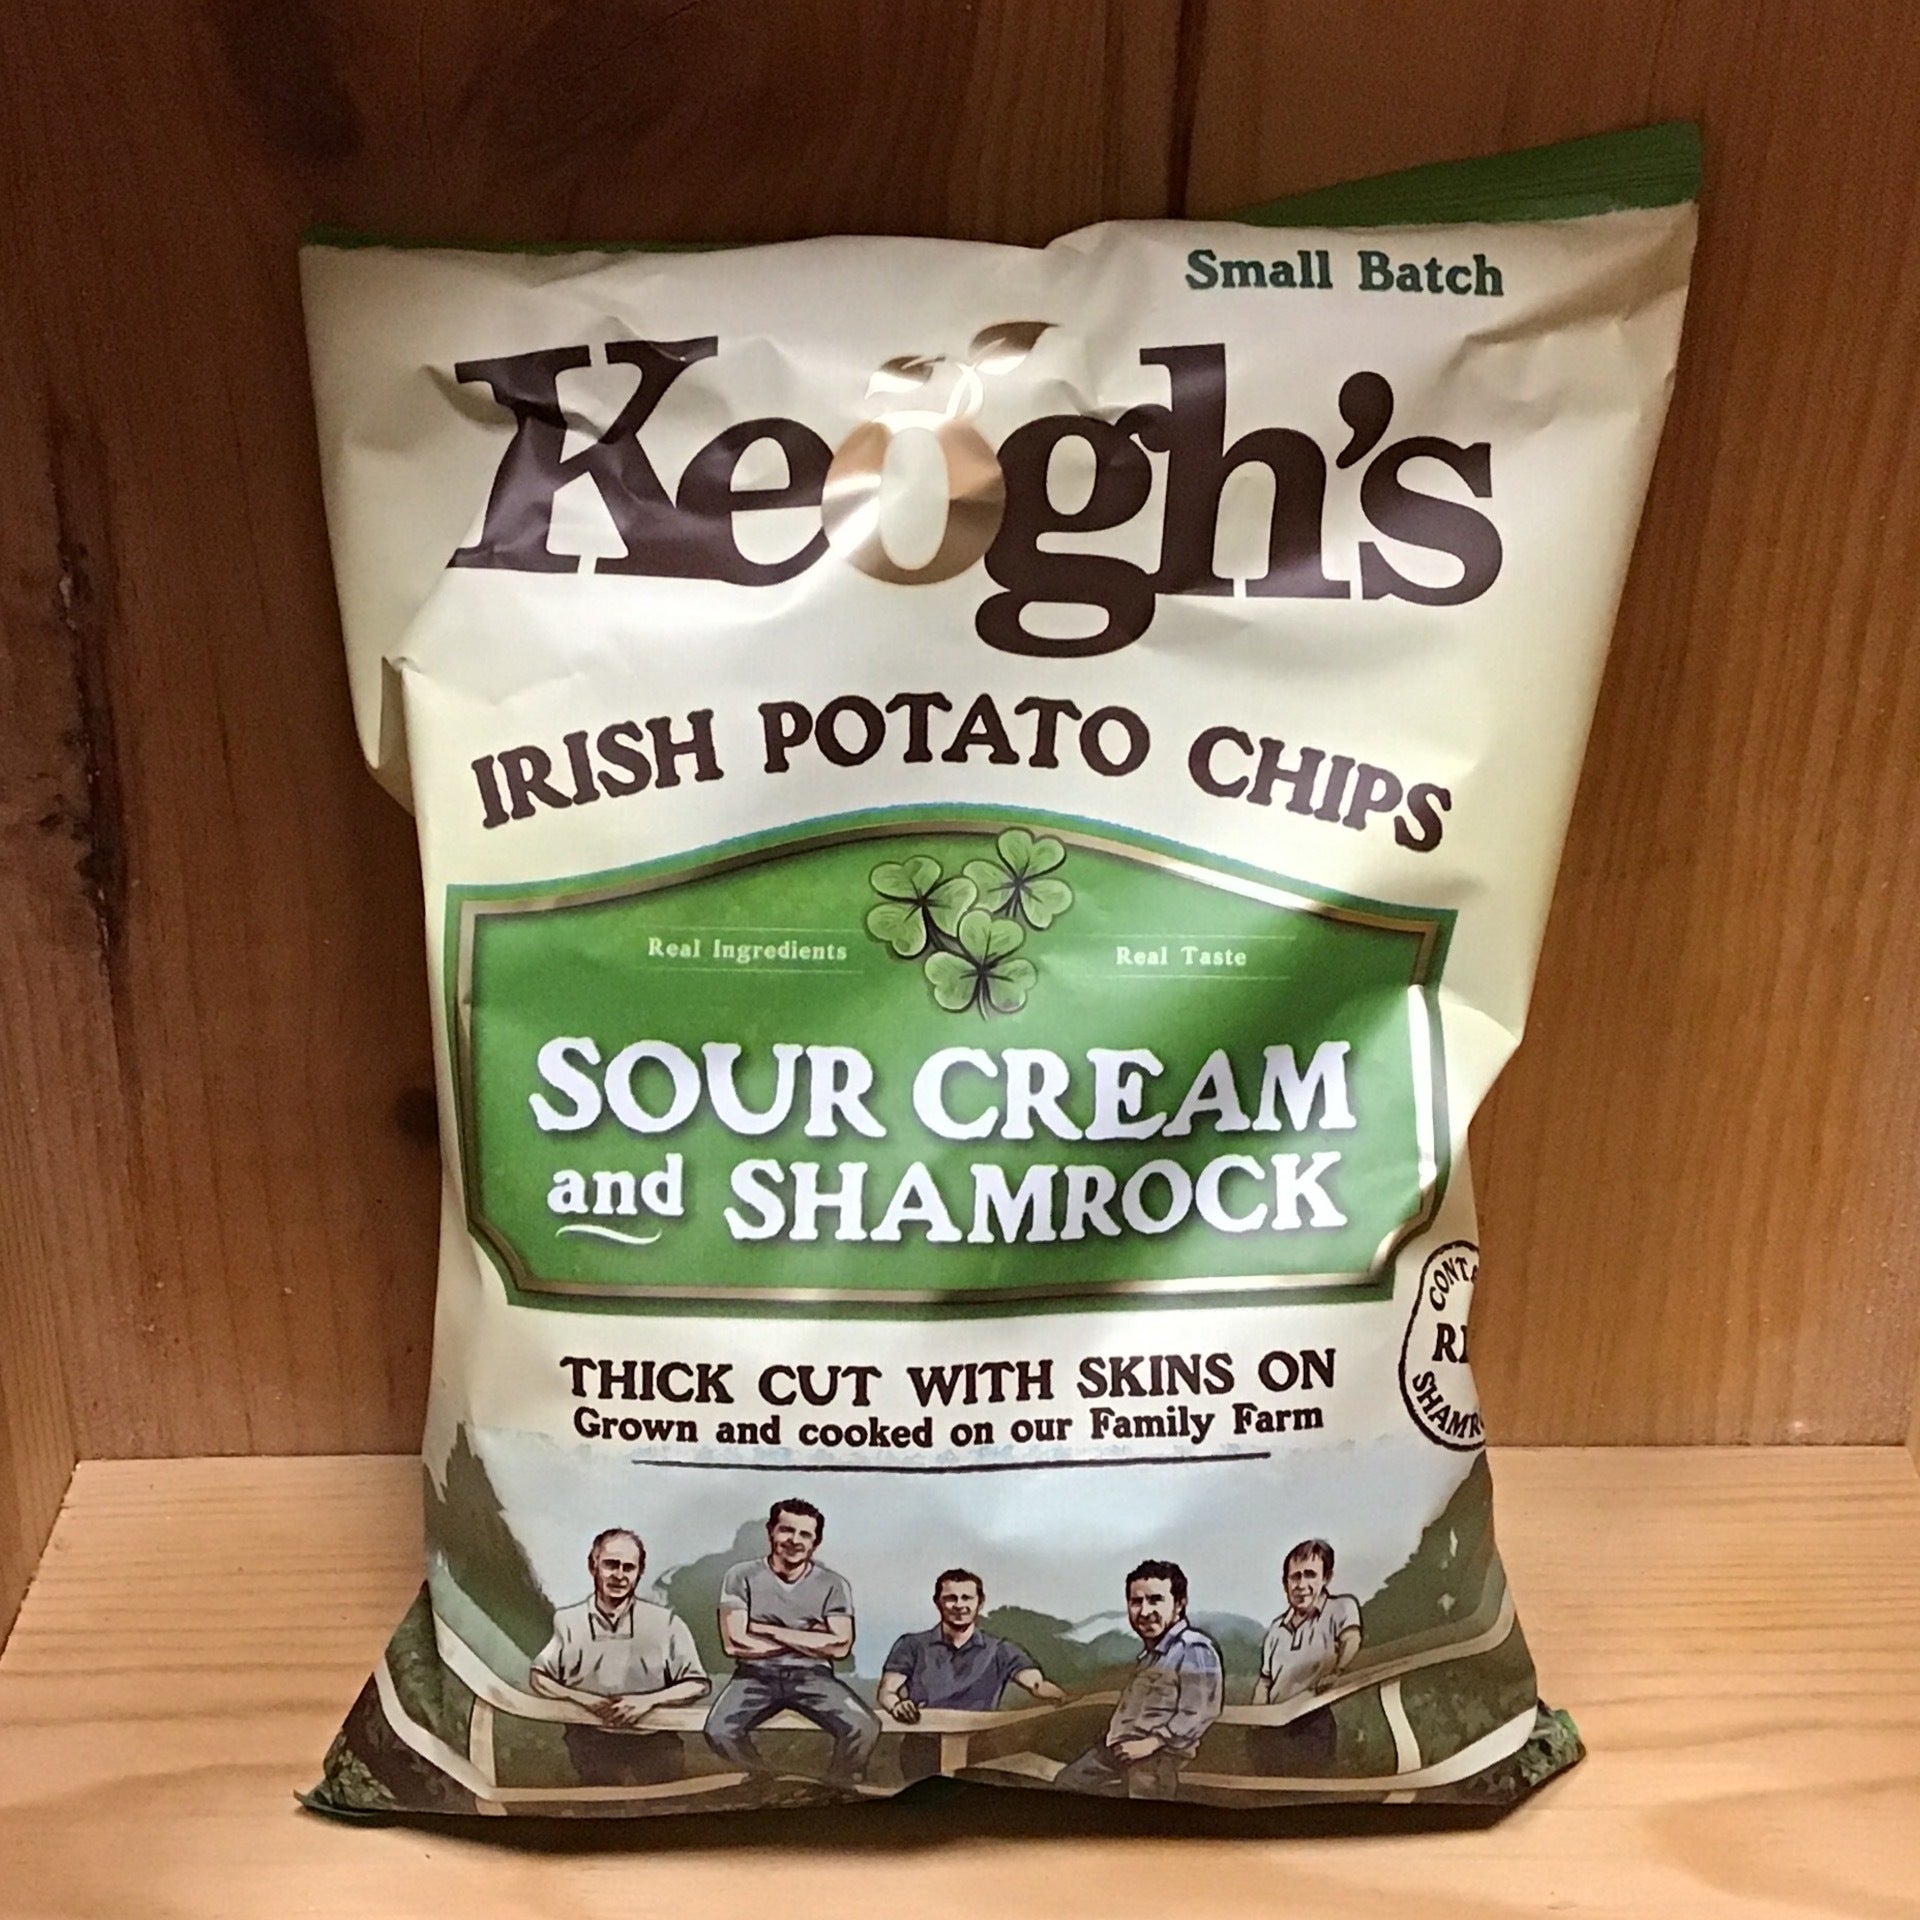 Small Batch
Keogh's
IRISH POTATO CHIPS
Real Ingredients
Real Taste
SOUR CREAM
and SHAMROCK
THICK CUT WITH SKINS ON
Grown and cooked on our Family Farm